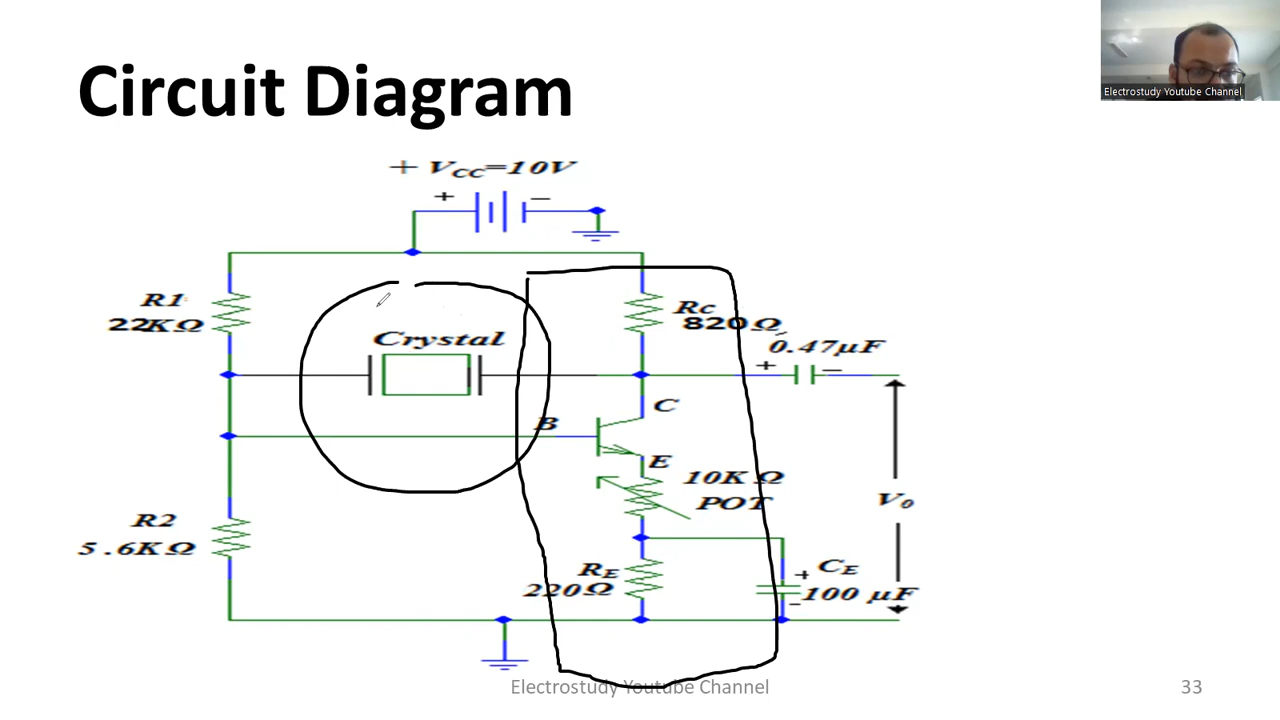 Circuit Diagram
Electrostudy Youtube Channel
+ VCC=10V
+ −
R1
22KΩ
Crystal
RC
820Ω
0.47μF
+ −
B
C
E
10KΩ
POT
Vo
R2
5.6KΩ
RE
220Ω
+ CE
− 100 μF
Electrostudy Youtube Channel
33